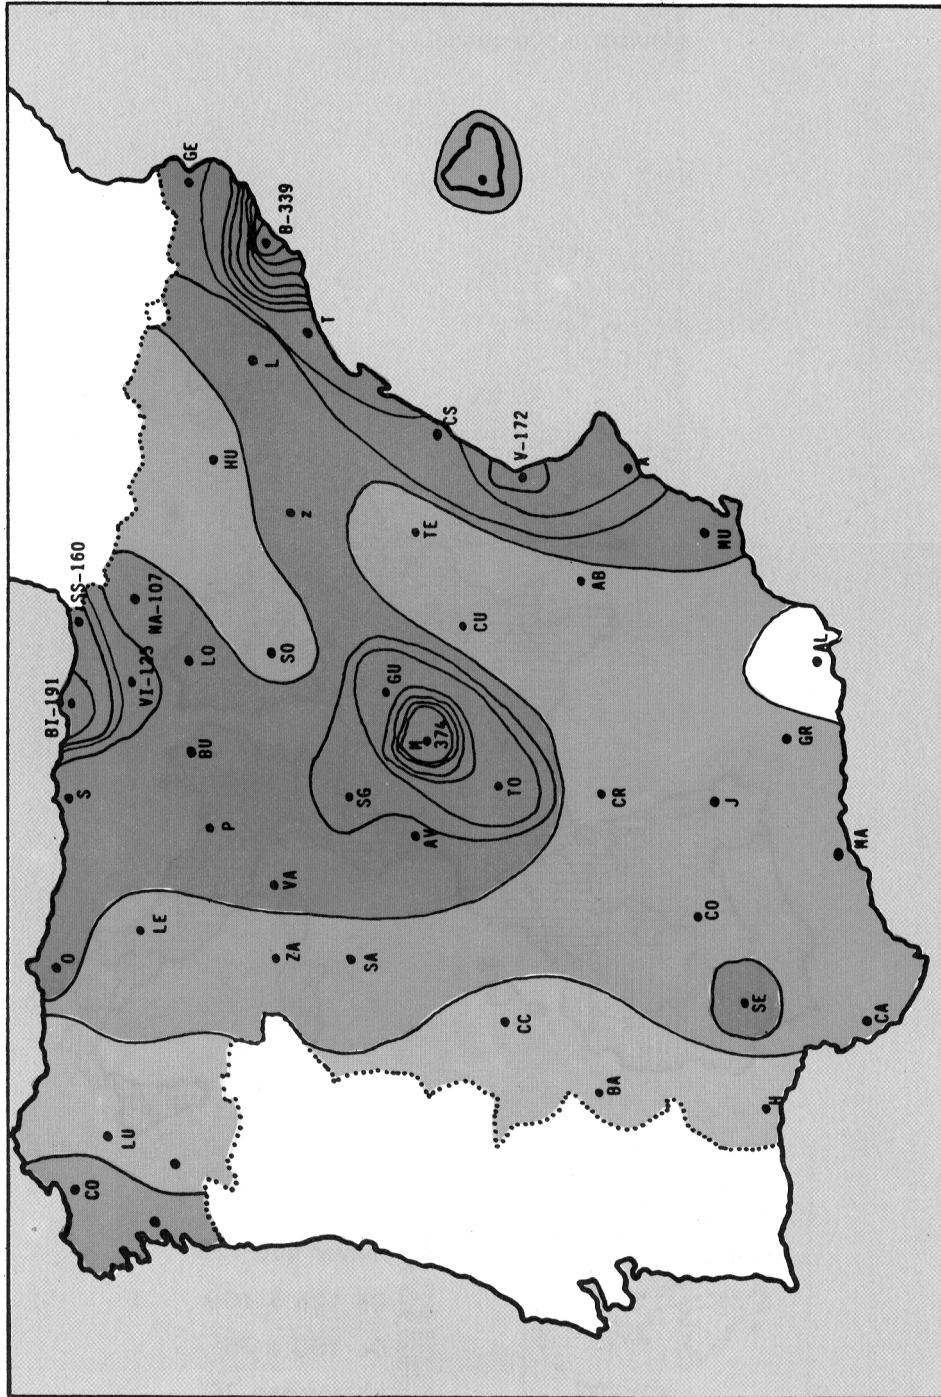 CO
LU
O
LE
S
P
BU
BI-191
SS-160
VI-123
NA-107
LO
SO
HU
Z
L
T
GE
B-339
CS
V-172
A
MU
TE
CU
AB
GU
M
374
TO
SG
AV
VA
ZA
SA
CC
BA
H
SE
CA
CO
CR
J
MA
GR
AL